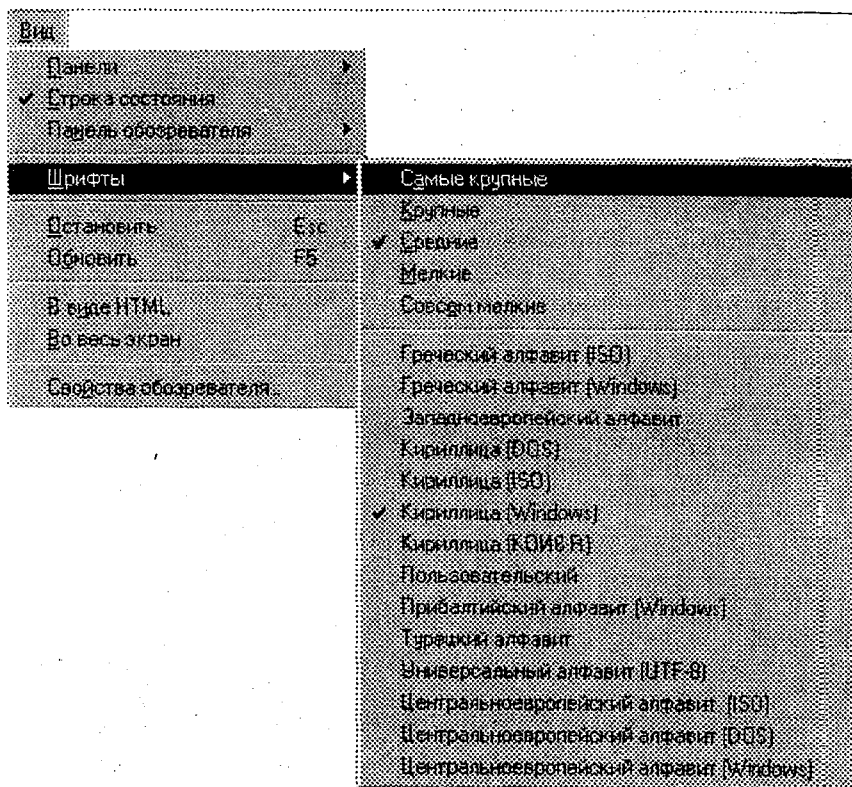 Вид
Панели
Строка состояния
Панель обозревателя
Шрифты
Остановить Esc
Обновить F5
В виде HTML
Во весь экран
Свойства обозревателя...
Самые крупные
Крупные
Средние
Мелкие
Совсем мелкие
Греческий алфавит (ISO)
Греческий алфавит (Windows)
Западноевропейский алфавит
Кириллица (DOS)
Кириллица (ISO)
Кириллица (Windows)
Кириллица (КОИ8-R)
Пользовательский
Прибалтийский алфавит (Windows)
Турецкий алфавит
Универсальный алфавит (UTF-8)
Центральноевропейский алфавит (ISO)
Центральноевропейский алфавит (DOS)
Центральноевропейский алфавит (Windows)